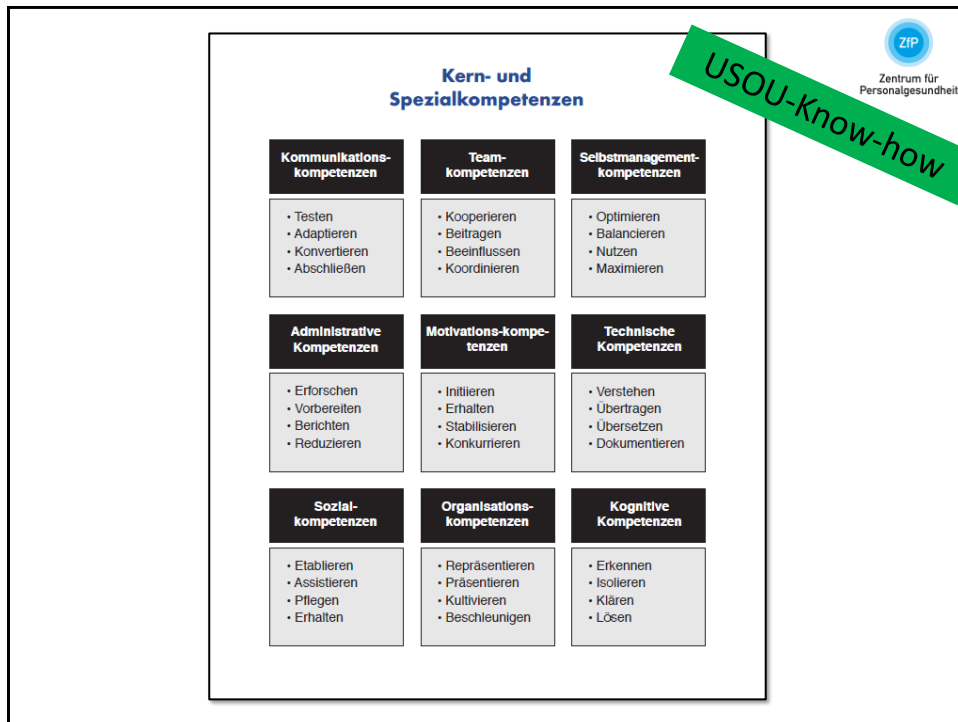 Kern- und
Spezialkompetenzen
USOU-Know-how
ZfP
Zentrum für
Personalgesundheit
Kommunikations-
kompetenzen
• Testen
• Adaptieren
• Konvertieren
• Abschließen
Team-
kompetenzen
• Kooperieren
• Beitragen
• Beeinflussen
• Koordinieren
Selbstmanagement-
kompetenzen
• Optimieren
• Balancieren
• Nutzen
• Maximieren
Administrative
Kompetenzen
• Erforschen
• Vorbereiten
• Berichten
• Reduzieren
Motivations-kompe-
tenzen
• Initiieren
• Erhalten
• Stabilisieren
• Konkurrieren
Technische
Kompetenzen
• Verstehen
• Übertragen
• Übersetzen
• Dokumentieren
Sozial-
kompetenzen
• Etablieren
• Assistieren
• Pflegen
• Erhalten
Organisations-
kompetenzen
• Repräsentieren
• Präsentieren
• Kultivieren
• Beschleunigen
Kognitive
Kompetenzen
• Erkennen
• Isolieren
• Klären
• Lösen